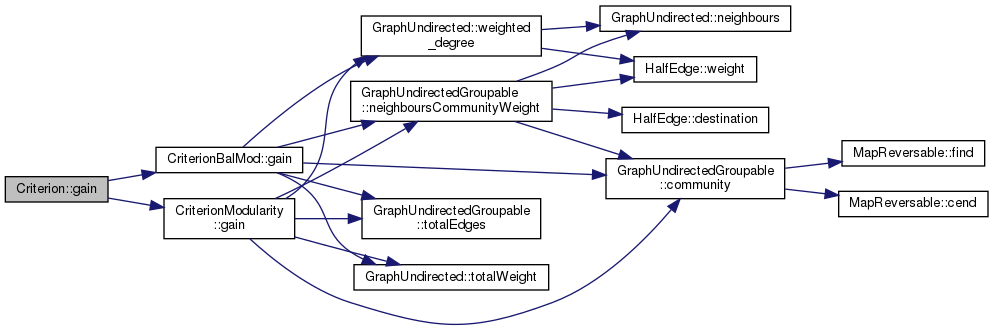 Criterion::gain
CriterionBalMod::gain
CriterionModularity
::gain
GraphUndirected::weighted
_degree
GraphUndirectedGroupable
::neighboursCommunityWeight
GraphUndirectedGroupable
::totalEdges
GraphUndirected::totalWeight
GraphUndirected::neighbours
HalfEdge::weight
HalfEdge::destination
GraphUndirectedGroupable
::community
MapReversable::find
MapReversable::cend